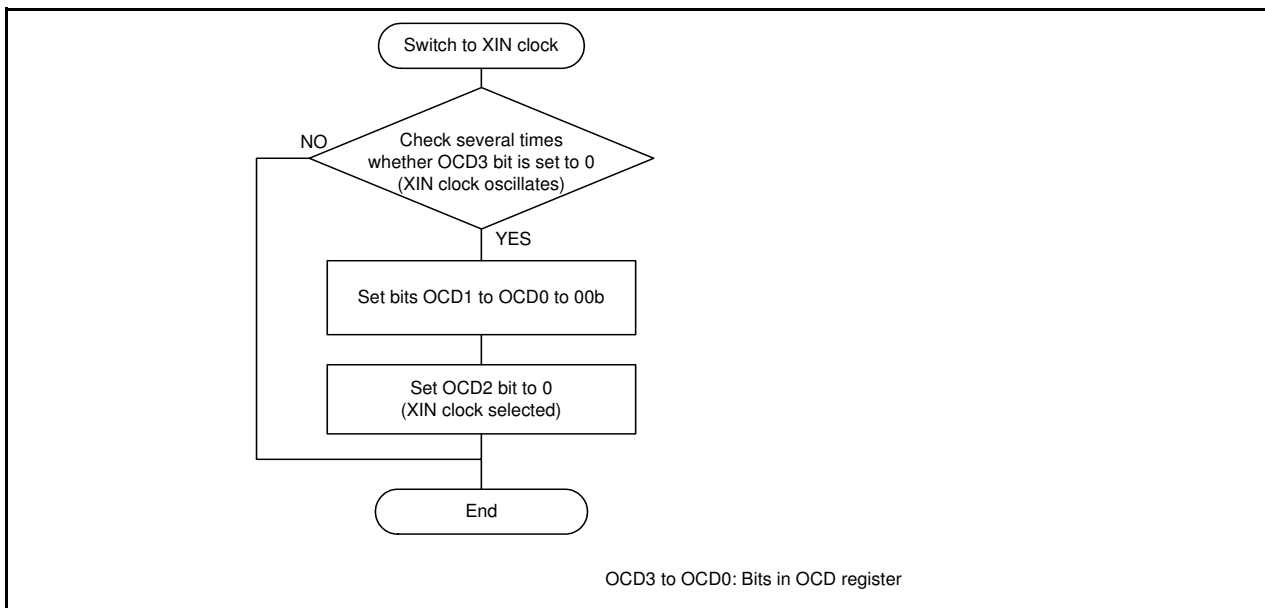 Switch to XIN clock
NO
Check several times
whether OCD3 bit is set to 0
(XIN clock oscillates)
YES
Set bits OCD1 to OCD0 to 00b
Set OCD2 bit to 0
(XIN clock selected)
End
OCD3 to OCD0: Bits in OCD register